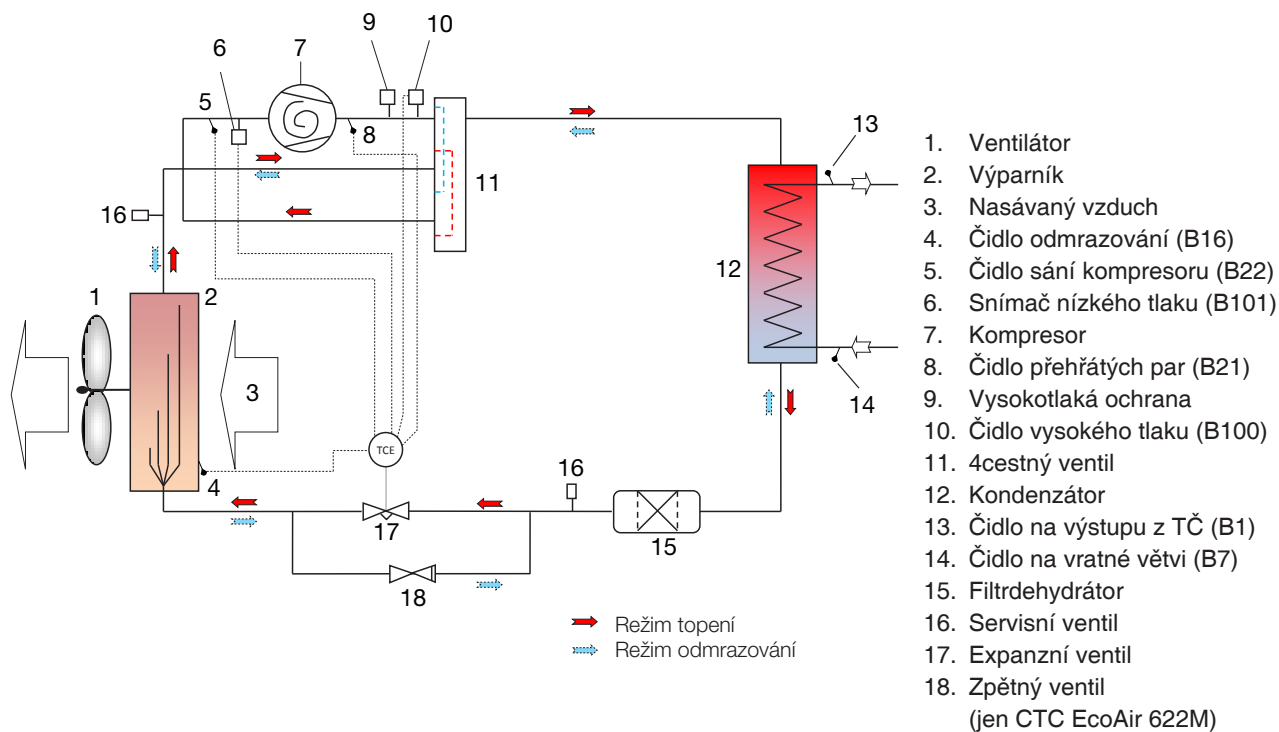 9
10
6
7
5
8
11
16
1
2
3
4
TCE
17
18
16
15
12
13
14
Režim topení
Režim odmrazování
1. Ventilátor
2. Výparník
3. Nasávaný vzduch
4. Čidlo odmrazování (B16)
5. Čidlo sání kompresoru (B22)
6. Snímač nízkého tlaku (B101)
7. Kompresor
8. Čidlo přehřátých par (B21)
9. Vysokotlaká ochrana
10. Čidlo vysokého tlaku (B100)
11. 4cestný ventil
12. Kondenzátor
13. Čidlo na výstupu z TČ (B1)
14. Čidlo na vratné větvi (B7)
15. Filtrdehydrátor
16. Servisní ventil
17. Expanzní ventil
18. Zpětný ventil
(jen CTC EcoAir 622M)